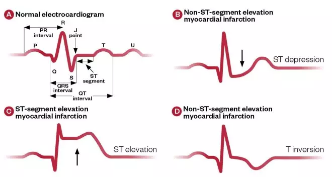 A Normal electrocardiogram
R
PR
interval
J
point
P
T
U
Q
S
ST
segment
QRS
interval
QT
interval
B Non-ST-segment elevation
myocardial infarction
ST depression
C ST-segment elevation
myocardial infarction
ST elevation
D Non-ST-segment elevation
myocardial infarction
T inversion